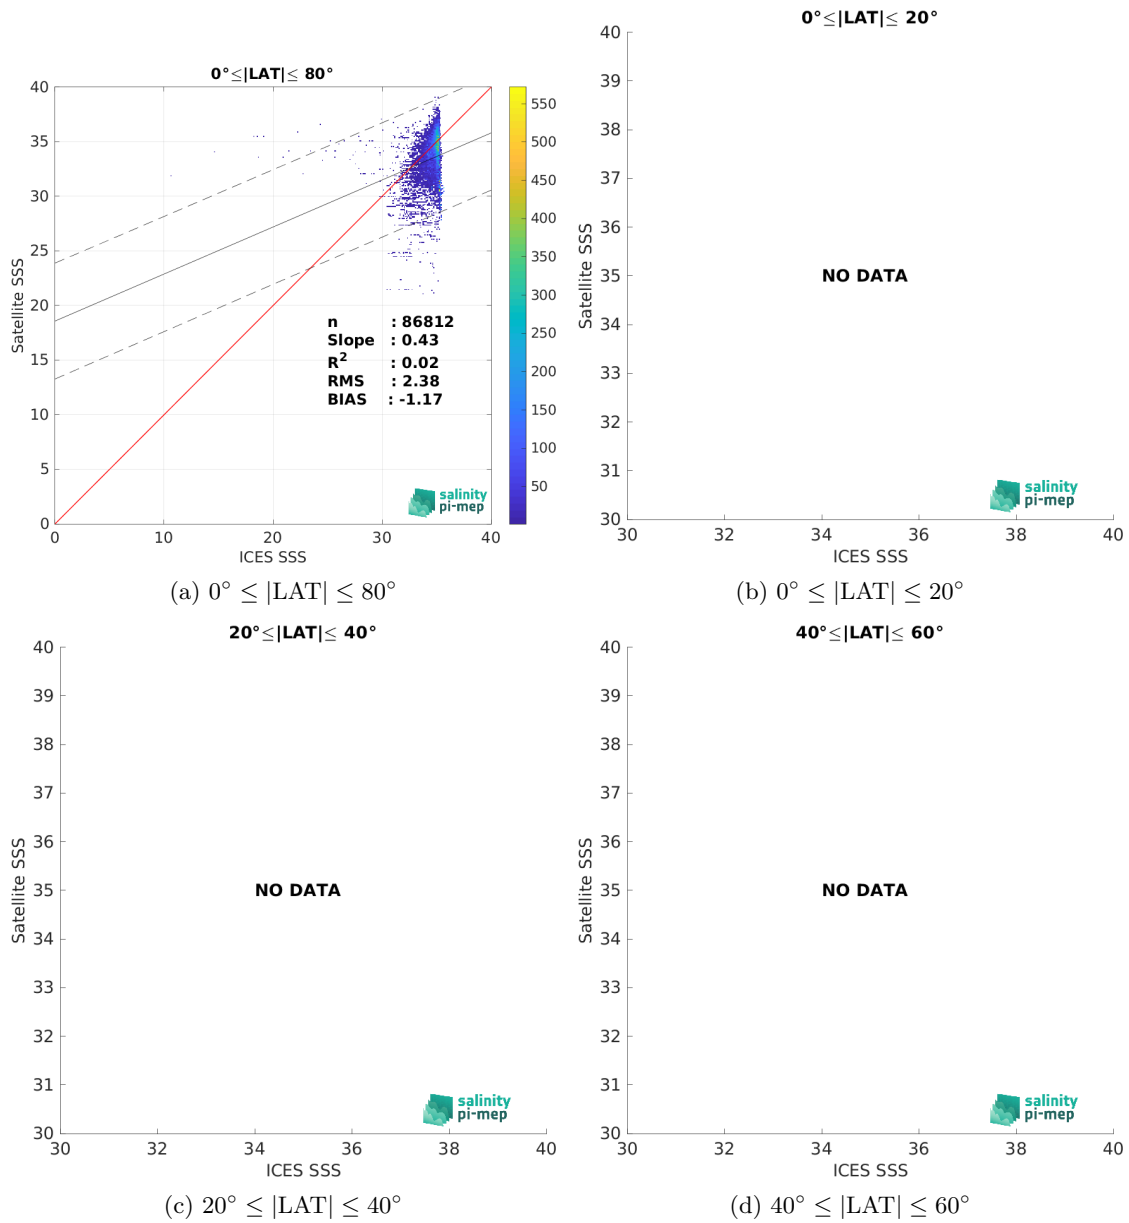 0°≤|LAT|≤ 80°
40
35
30
25
20
15
10
5
0
0
10
20
30
40
Satellite SSS
ICES SSS
n : 86812
Slope : 0.43
R² : 0.02
RMS : 2.38
BIAS : -1.17
salinity
pi-mep
550
500
450
400
350
300
250
200
150
100
50
(a) 0° ≤ |LAT| ≤ 80°
0°≤|LAT|≤ 20°
40
39
38
37
36
35
34
33
32
31
30
30
32
34
36
38
40
Satellite SSS
ICES SSS
NO DATA
salinity
pi-mep
(b) 0° ≤ |LAT| ≤ 20°
20°≤|LAT|≤ 40°
40
39
38
37
36
35
34
33
32
31
30
30
32
34
36
38
40
Satellite SSS
ICES SSS
NO DATA
salinity
pi-mep
(c) 20° ≤ |LAT| ≤ 40°
40°≤|LAT|≤ 60°
40
39
38
37
36
35
34
33
32
31
30
30
32
34
36
38
40
Satellite SSS
ICES SSS
NO DATA
salinity
pi-mep
(d) 40° ≤ |LAT| ≤ 60°